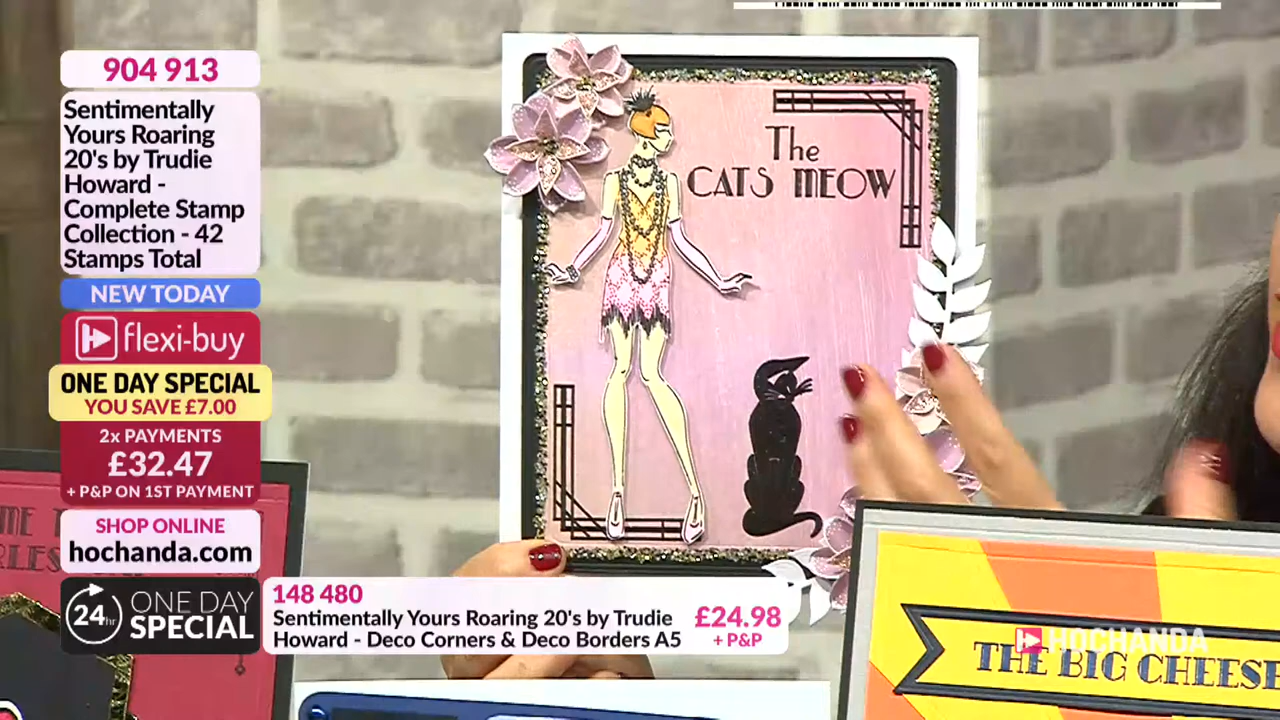 904 913
Sentimentally
Yours Roaring
20's by Trudie
Howard -
Complete Stamp
Collection - 42
Stamps Total
NEW TODAY
flexi-buy
ONE DAY SPECIAL
YOU SAVE £7.00
2x PAYMENTS
£32.47
+ P&P ON 1ST PAYMENT
SHOP ONLINE
hochanda.com
24hr
ONE DAY
SPECIAL
148 480
Sentimentally Yours Roaring 20's by Trudie
Howard - Deco Corners & Deco Borders A5
£24.98
+ P&P
The
CATS MEOW
HOCHANDA
THE BIG CHEESE